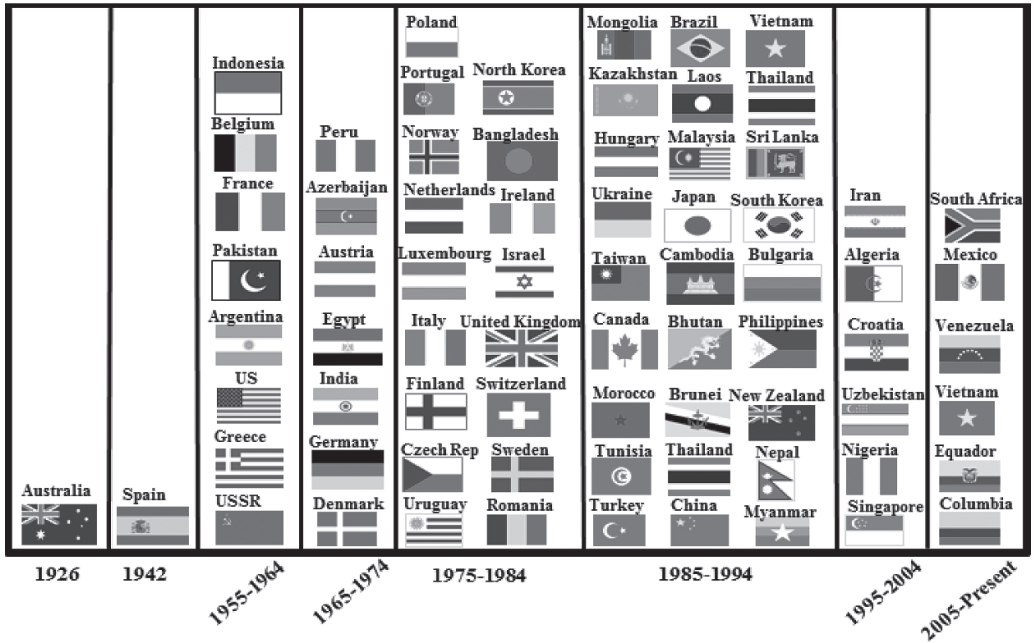 Australia
1926
Spain
1942
Indonesia
Belgium
France
Pakistan
Argentina
US
Greece
USSR
1955-1964
Peru
Azerbaijan
Austria
Egypt
India
Germany
Denmark
1965-1974
Poland
Portugal North Korea
Norway Bangladesh
Netherlands Ireland
Luxembourg Israel
Italy United Kingdom
Finland Switzerland
Czech Rep Sweden
Uruguay Romania
1975-1984
Mongolia Brazil Vietnam
Kazakhstan Laos Thailand
Hungary Malaysia Sri Lanka
Ukraine Japan South Korea
Taiwan Cambodia Bulgaria
Canada Bhutan Philippines
Morocco Brunei New Zealand
Tunisia Thailand Nepal
Turkey China Myanmar
1985-1994
Iran
Algeria
Croatia
Uzbekistan
Nigeria
Singapore
1995-2004
South Africa
Mexico
Venezuela
Vietnam
Equador
Columbia
2005-Present